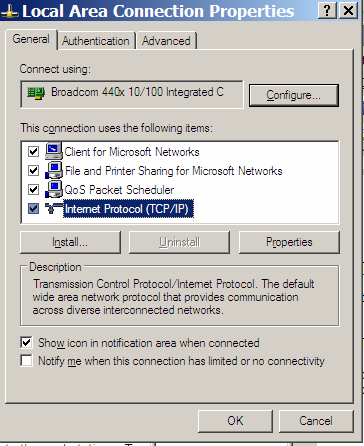 Local Area Connection Properties
General Authentication Advanced
Connect using:
Broadcom 440x 10/100 Integrated C
Configure...
This connection uses the following items:
Client for Microsoft Networks
File and Printer Sharing for Microsoft Networks
QoS Packet Scheduler
Internet Protocol (TCP/IP)
Install... Uninstall Properties
Description
Transmission Control Protocol/Internet Protocol. The default
wide area network protocol that provides communication
across diverse interconnected networks.
Show icon in notification area when connected
Notify me when this connection has limited or no connectivity
OK Cancel